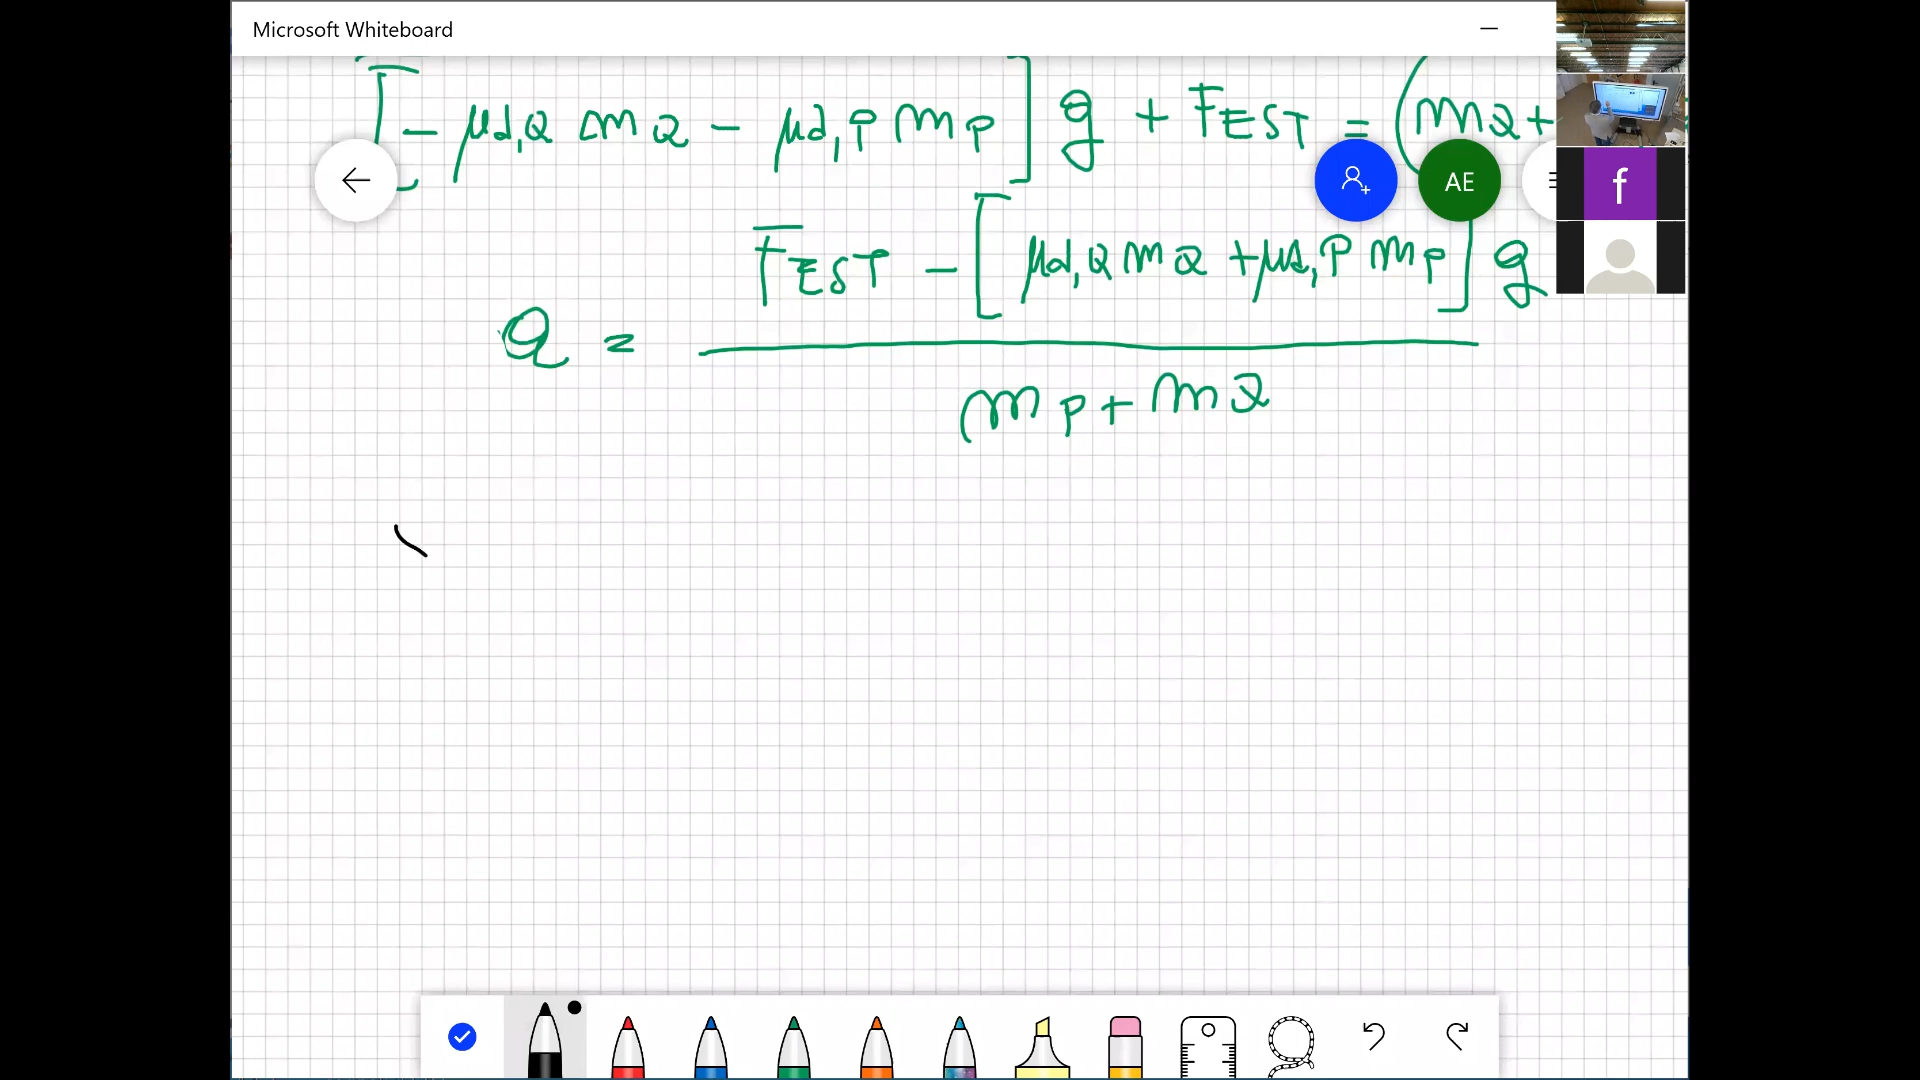 Microsoft Whiteboard
[- μd,Q mQ - μd,P mP] g + FEST = (mQ+
AE
f
FEST - [μd,Q mQ + μd,P mP] g
a =
mP + mQ